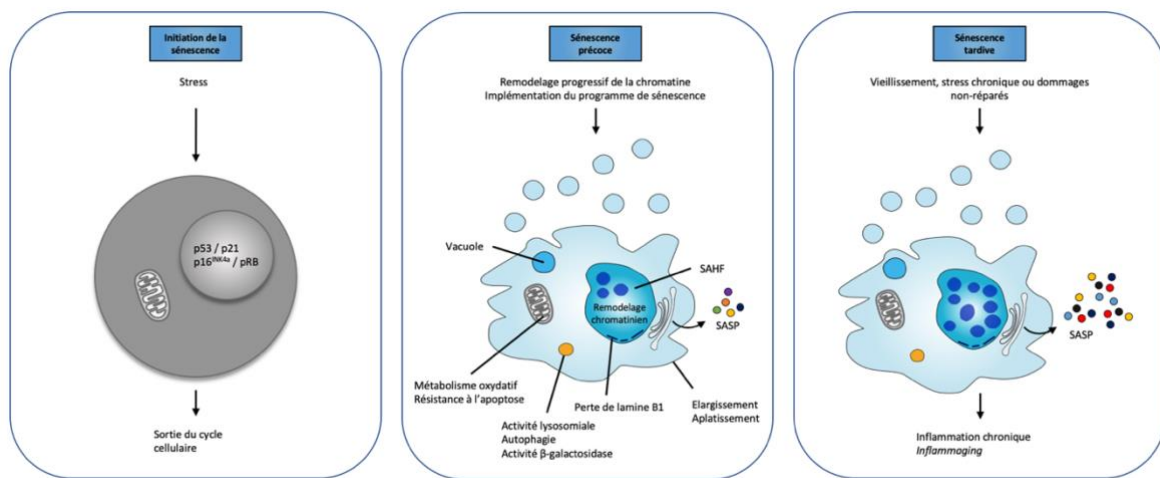 Initiation de la
sénescence
Stress
p53 / p21
p16INK4a / pRB
Sortie du cycle
cellulaire
Sénescence
précoce
Remodelage progressif de la chromatine
Implémentation du programme de sénescence
Vacuole
SAHF
Remodelage
chromatinien
SASP
Métabolisme oxydatif
Résistance à l'apoptose
Perte de lamine B1
Elargissement
Aplatissement
Activité lysosomiale
Autophagie
Activité β-galactosidase
Sénescence
tardive
Vieillissement, stress chronique ou dommages
non-réparés
SASP
Inflammation chronique
Inflammaging